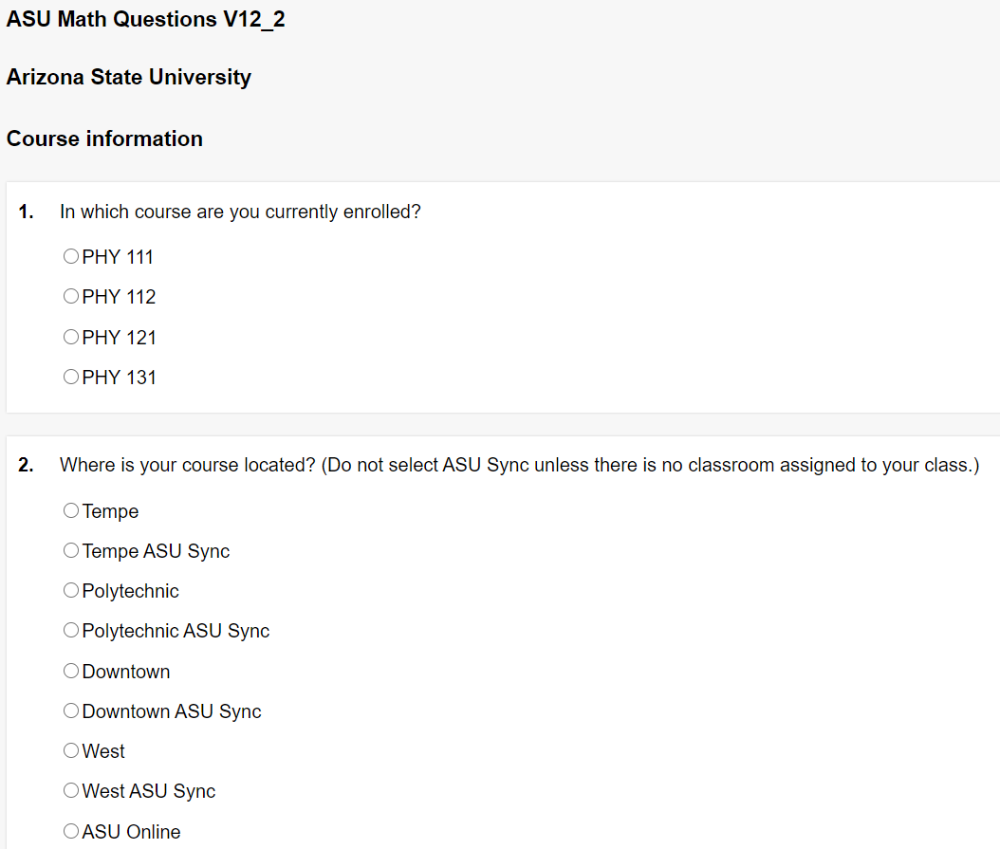 ASU Math Questions V12_2
Arizona State University
Course information
1. In which course are you currently enrolled?
PHY 111
PHY 112
PHY 121
PHY 131
2. Where is your course located? (Do not select ASU Sync unless there is no classroom assigned to your class.)
Tempe
Tempe ASU Sync
Polytechnic
Polytechnic ASU Sync
Downtown
Downtown ASU Sync
West
West ASU Sync
ASU Online